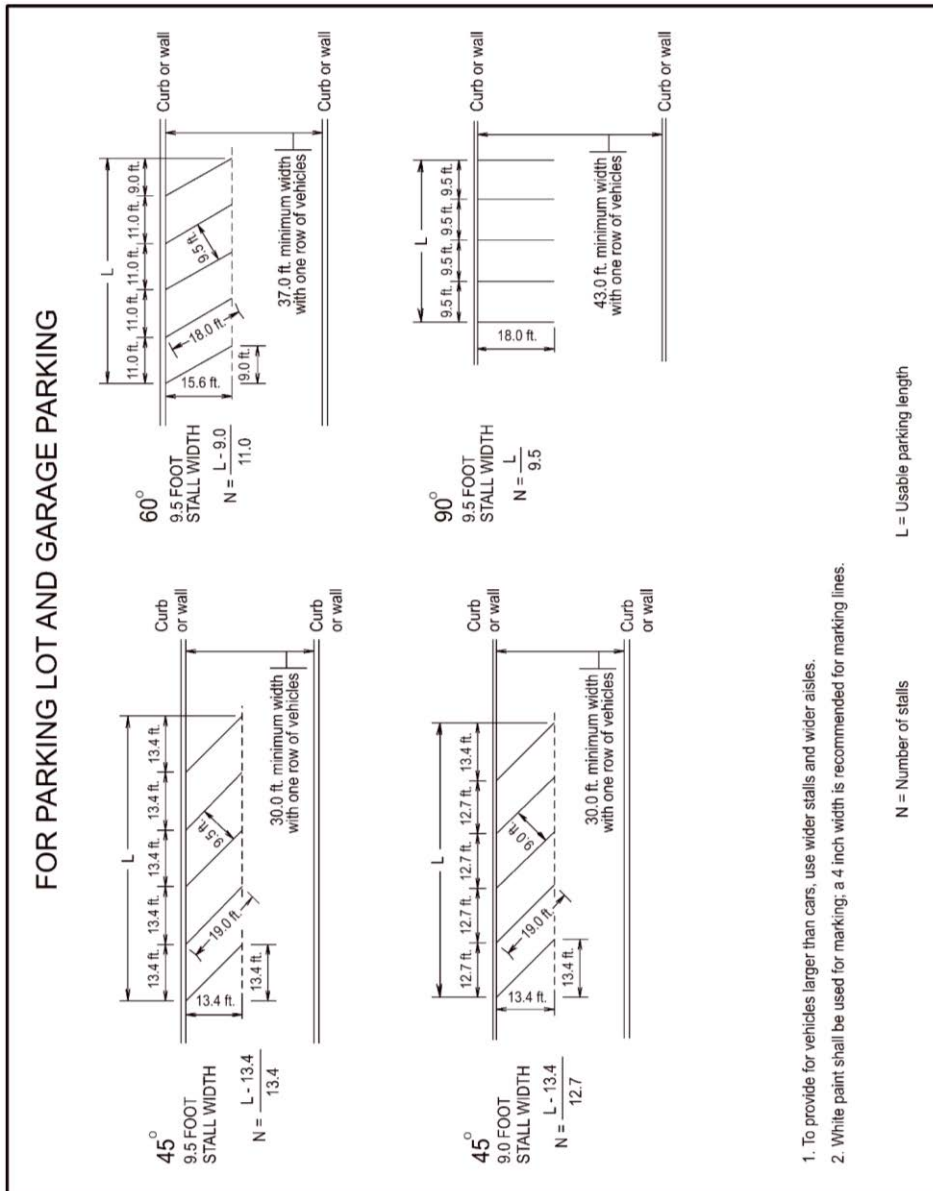 FOR PARKING LOT AND GARAGE PARKING
45°
9.5 FOOT
STALL WIDTH
N = L - 13.4
13.4
L
13.4 ft. 13.4 ft. 13.4 ft. 13.4 ft. 13.4 ft.
Curb
or wall
9.5 ft.
19.0 ft.
13.4 ft.
13.4 ft.
30.0 ft. minimum width
with one row of vehicles
Curb
or wall
60°
9.5 FOOT
STALL WIDTH
N = L - 9.0
11.0
L
11.0 ft. 11.0 ft. 11.0 ft. 11.0 ft. 9.0 ft.
Curb or wall
9.5 ft.
18.0 ft.
15.6 ft.
9.0 ft.
37.0 ft. minimum width
with one row of vehicles
Curb or wall
45°
9.0 FOOT
STALL WIDTH
N = L - 13.4
12.7
L
12.7 ft. 12.7 ft. 12.7 ft. 12.7 ft. 13.4 ft.
Curb
or wall
9.0 ft.
19.0 ft.
13.4 ft.
13.4 ft.
30.0 ft. minimum width
with one row of vehicles
Curb
or wall
90°
9.5 FOOT
STALL WIDTH
N = L
9.5
L
9.5 ft. 9.5 ft. 9.5 ft. 9.5 ft.
Curb or wall
18.0 ft.
43.0 ft. minimum width
with one row of vehicles
Curb or wall
1. To provide for vehicles larger than cars, use wider stalls and wider aisles.
2. White paint shall be used for marking; a 4 inch width is recommended for marking lines.
N = Number of stalls
L = Usable parking length